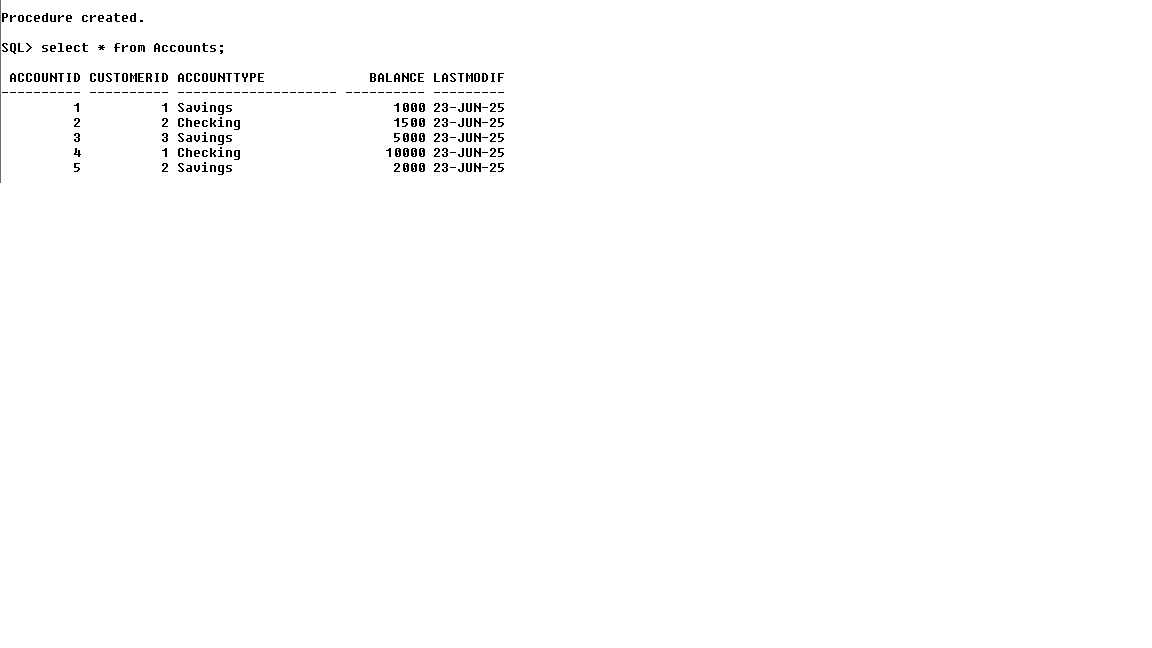 Procedure created.
SQL> select * from Accounts;
 ACCOUNTID CUSTOMERID ACCOUNTTYPE             BALANCE LASTMODIF
---------- ---------- -------------------- ---------- ---------
         1          1 Savings                    1000 23-JUN-25
         2          2 Checking                   1500 23-JUN-25
         3          3 Savings                    5000 23-JUN-25
         4          1 Checking                  10000 23-JUN-25
         5          2 Savings                    2000 23-JUN-25